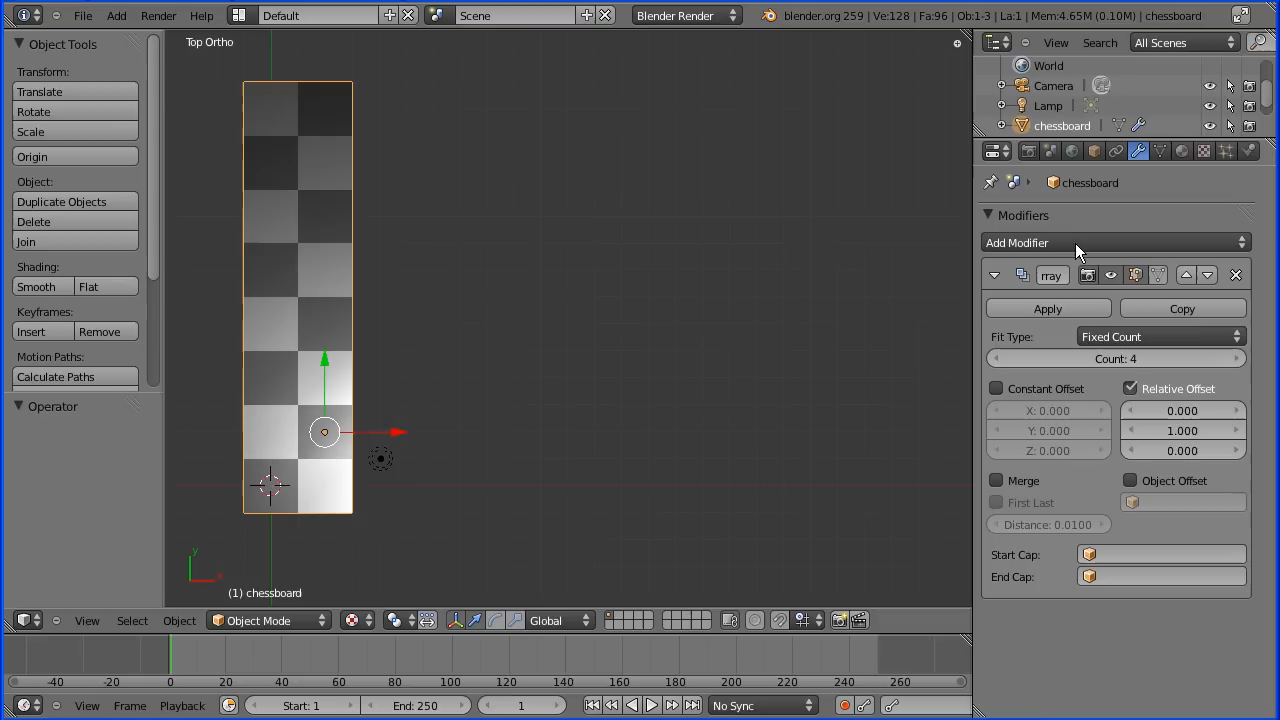 File Add Render Help Default Scene Blender Render blender.org 259 | Ve:128 | Fa:96 | Ob:1-3 | La:1 | Mem:4.65M (0.10M) | chessboard
Object Tools
Transform:
Translate
Rotate
Scale
Origin
Object:
Duplicate Objects
Delete
Join
Shading:
Smooth Flat
Keyframes:
Insert Remove
Motion Paths:
Calculate Paths
Operator
Top Ortho
y
x
(1) chessboard
View Select Object Object Mode Global
-40 -20 0 20 40 60 80 100 120 140 160 180 200 220 240 260
View Frame Playback Start: 1 End: 250 1 No Sync
View Search All Scenes
World
Camera
Lamp
chessboard
chessboard
Modifiers
Add Modifier
rray
Apply Copy
Fit Type: Fixed Count
Count: 4
Constant Offset Relative Offset
X: 0.000 0.000
Y: 0.000 1.000
Z: 0.000 0.000
Merge Object Offset
First Last
Distance: 0.0100
Start Cap:
End Cap: